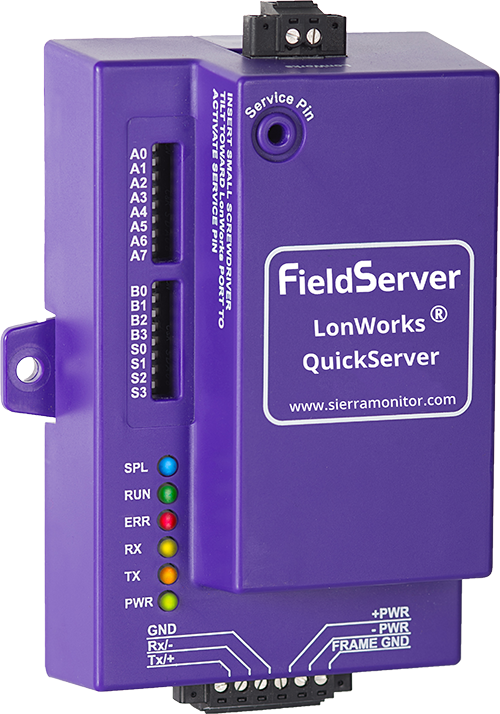 LonWorks
Service Pin
INSERT SMALL SCREWDRIVER
TILT TOWARD LonWorks PORT TO
ACTIVATE SERVICE PIN
A0
A1
A2
A3
A4
A5
A6
A7
B0
B1
B2
B3
S0
S1
S2
S3
FieldServer
LonWorks ®
QuickServer
www.sierramonitor.com
SPL
RUN
ERR
RX
TX
PWR
GND
Rx/-
Tx/+
+PWR
- PWR
FRAME GND